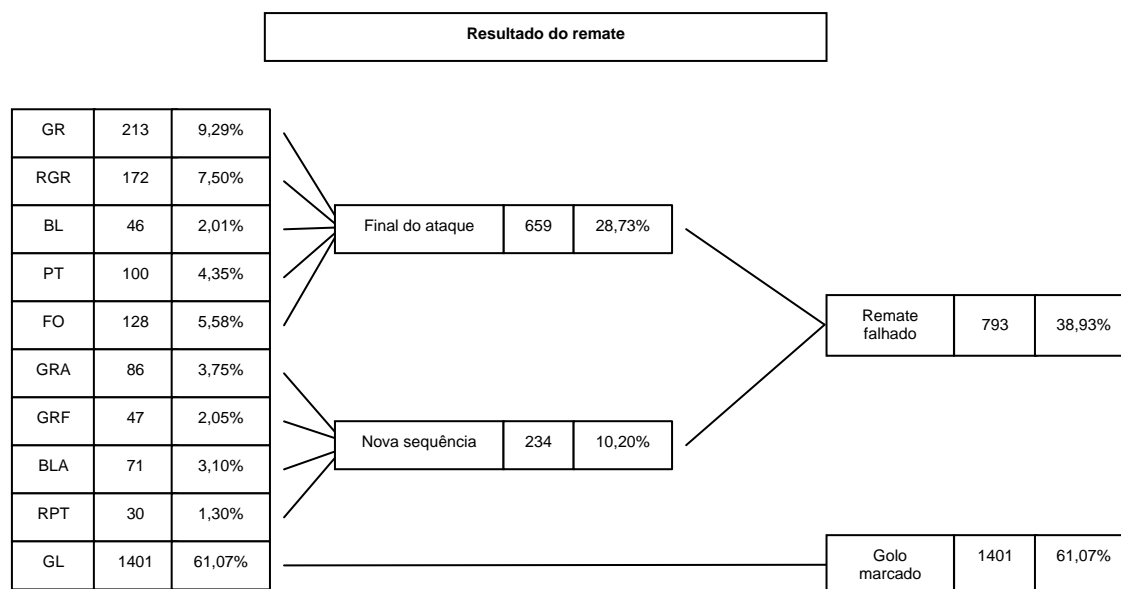 Resultado do remate
GR 213 9,29%
RGR 172 7,50%
BL 46 2,01%
PT 100 4,35%
FO 128 5,58%
GRA 86 3,75%
GRF 47 2,05%
BLA 71 3,10%
RPT 30 1,30%
GL 1401 61,07%
Final do ataque 659 28,73%
Nova sequência 234 10,20%
Remate
falhado 793 38,93%
Golo
marcado 1401 61,07%